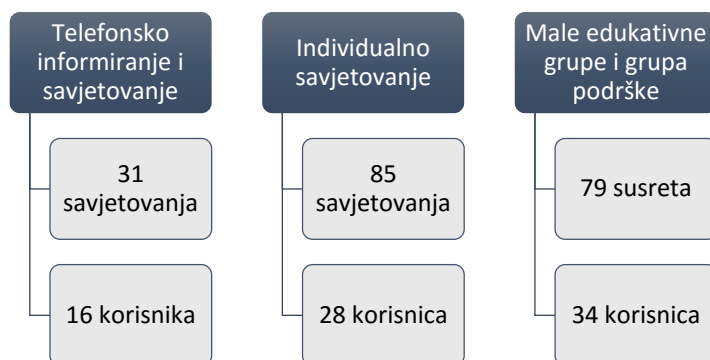 Telefonsko
informiranje i
savjetovanje
31
savjetovanja
16 korisnika
Individualno
savjetovanje
85
savjetovanja
28 korisnica
Male edukativne
grupe i grupa
podrške
79 susreta
34 korisnica